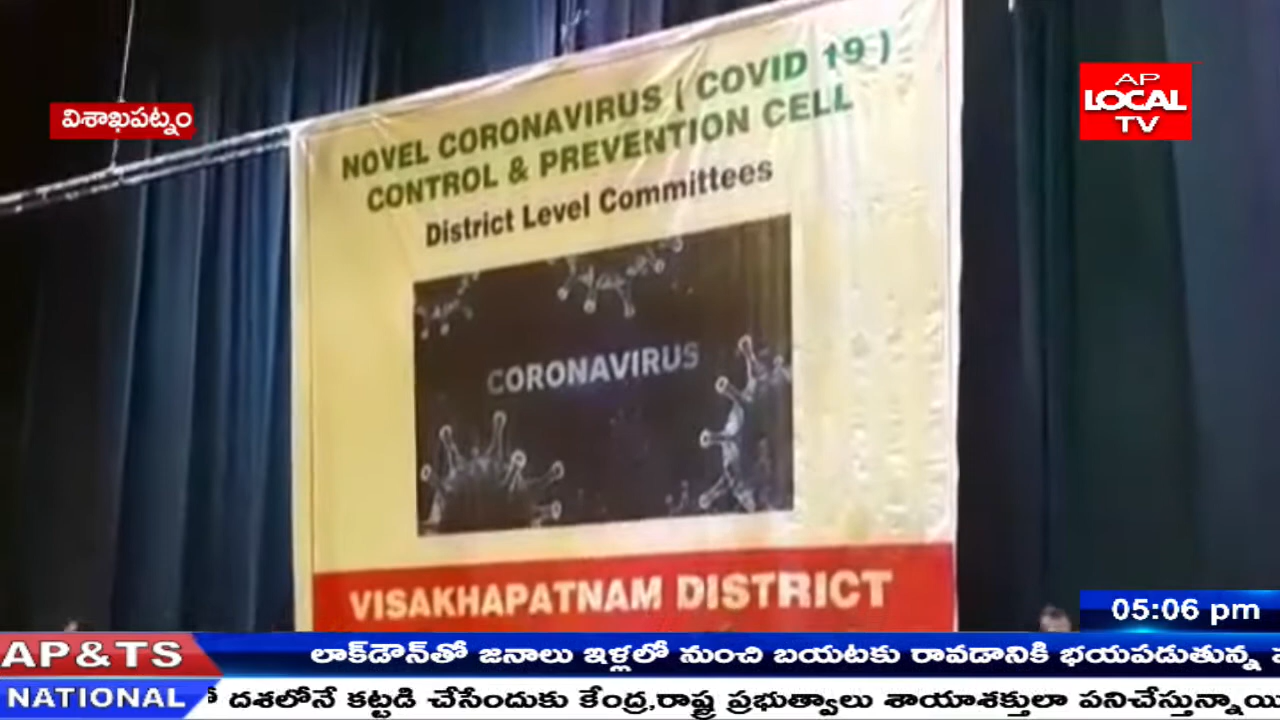 విశాఖపట్నం
AP
LOCAL
TV
NOVEL CORONAVIRUS ( COVID 19 )
CONTROL & PREVENTION CELL
District Level Committees
CORONAVIRUS
VISAKHAPATNAM DISTRICT
05:06 pm
AP&TS
లాక్‌డౌన్‌తో జనాలు ఇళ్లలో నుంచి బయటకు రావడానికి భయపడుతున్న
NATIONAL
దశలోనే కట్టడి చేసేందుకు కేంద్ర,రాష్ట్ర ప్రభుత్వాలు శాయాశక్తులా